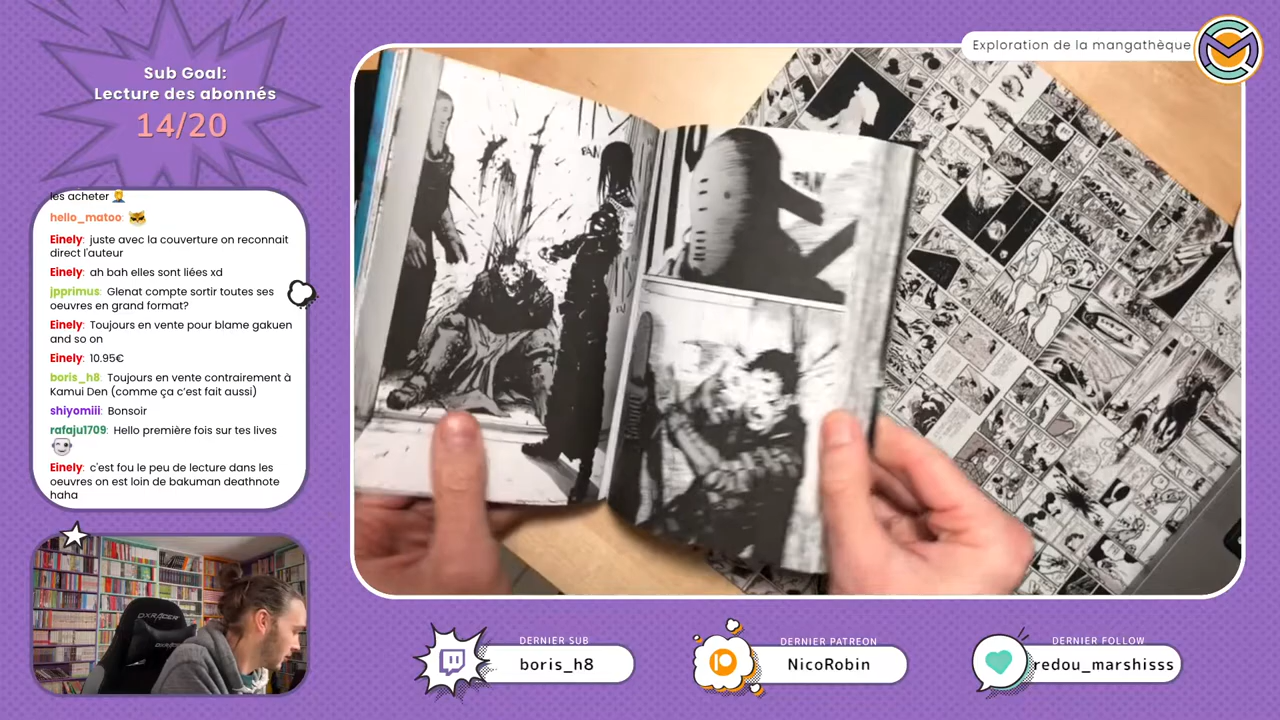 Sub Goal:
Lecture des abonnés
14/20
Exploration de la mangathèque
les acheter
hello_matoo:
Einely: juste avec la couverture on reconnait
direct l'auteur
Einely: ah bah elles sont liées xd
jpprimus: Glenat compte sortir toutes ses
oeuvres en grand format?
Einely: Toujours en vente pour blame gakuen
and so on
Einely: 10.95€
boris_h8: Toujours en vente contrairement à
Kamui Den (comme ça c'est fait aussi)
shiyomiii: Bonsoir
rafaju1709: Hello première fois sur tes lives
Einely: c'est fou le peu de lecture dans les
oeuvres on est loin de bakuman deathnote
haha
DXRACER
DERNIER SUB
boris_h8
DERNIER PATREON
NicoRobin
DERNIER FOLLOW
redou_marshisss